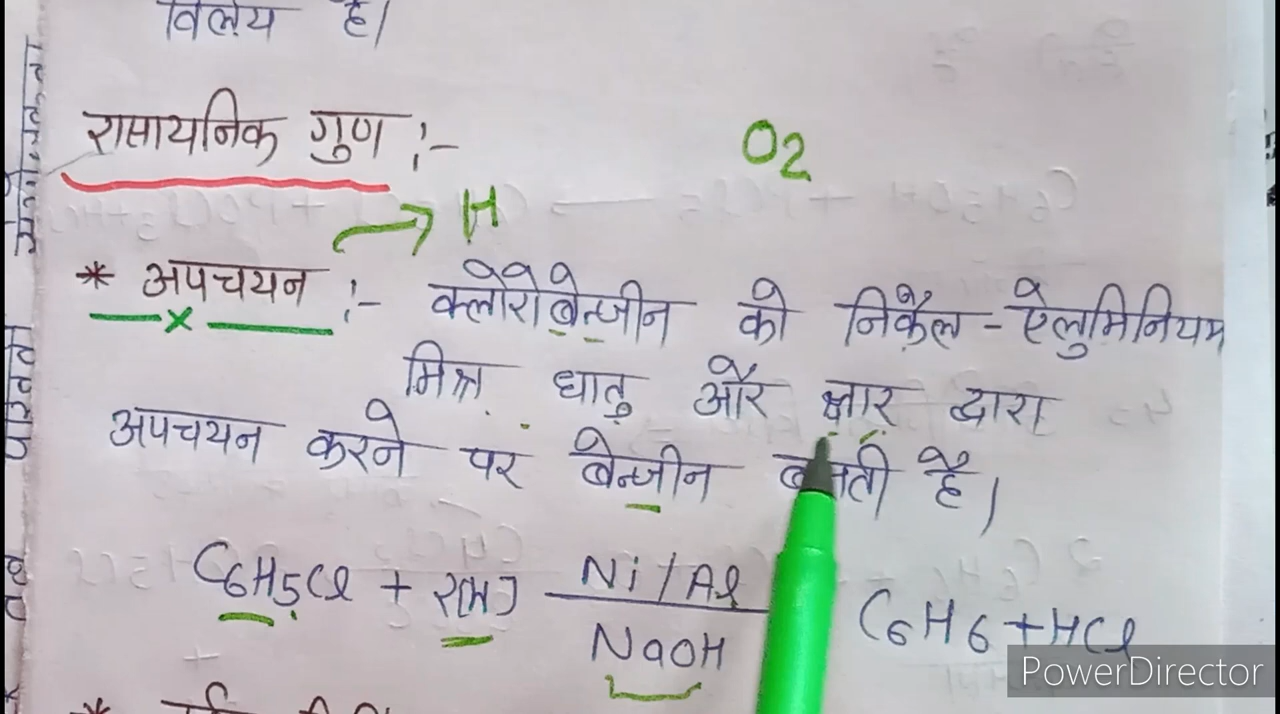 विलेय है।
रासायनिक गुण :-
O2
H
* अपचयन :- क्लोरोबेन्जीन को निकैल - ऐलुमिनियम
मिश्र धातु और क्षार द्वारा
अपचयन करने पर बेन्जीन बनती है।
C6H5Cl + 2[H] Ni/Al C6H6 + HCl
NaOH
PowerDirector